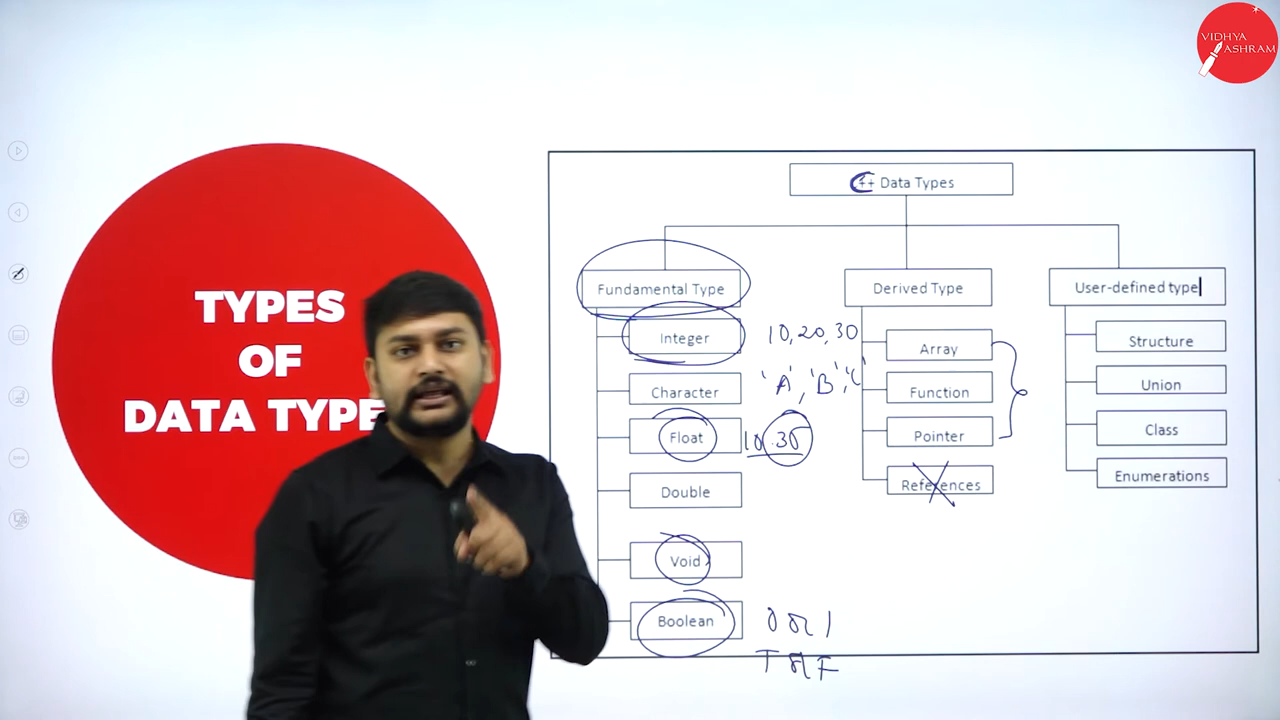 VIDHYA
ASHRAM
TYPES
OF
DATA TYPE
C++ Data Types
Fundamental Type
Integer
10, 20, 30
Character
'A', 'B', 'C'
Float
10.35
Double
Void
Boolean
0 or 1
T or F
Derived Type
Array
Function
Pointer
References
User-defined type
Structure
Union
Class
Enumerations